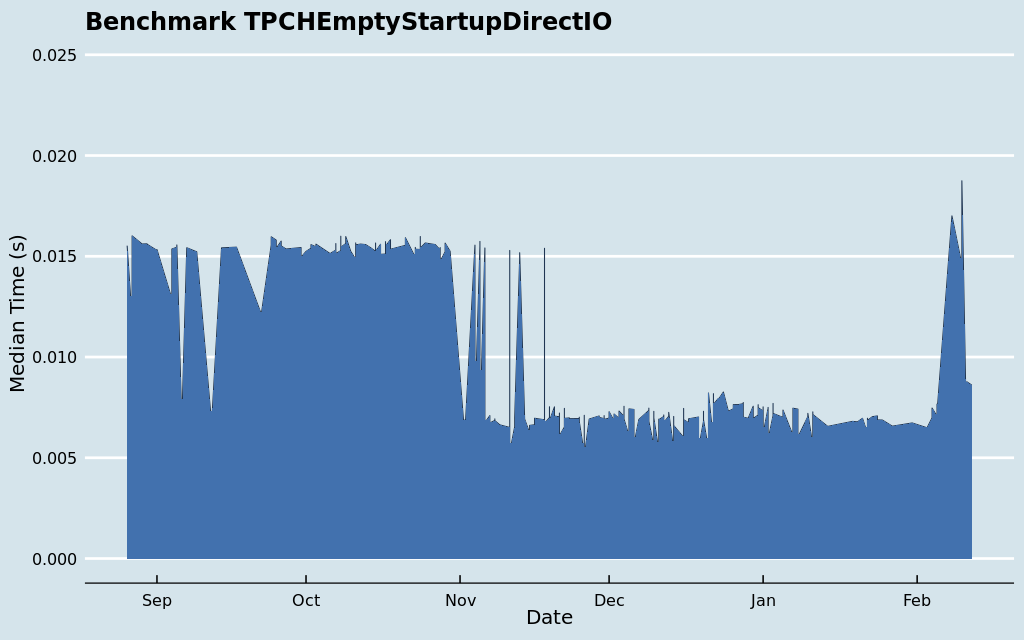 Benchmark TPCHEmptyStartupDirectIO
0.025
0.020
0.015
0.010
0.005
0.000
Median Time (s)
Sep Oct Nov Dec Jan Feb
Date